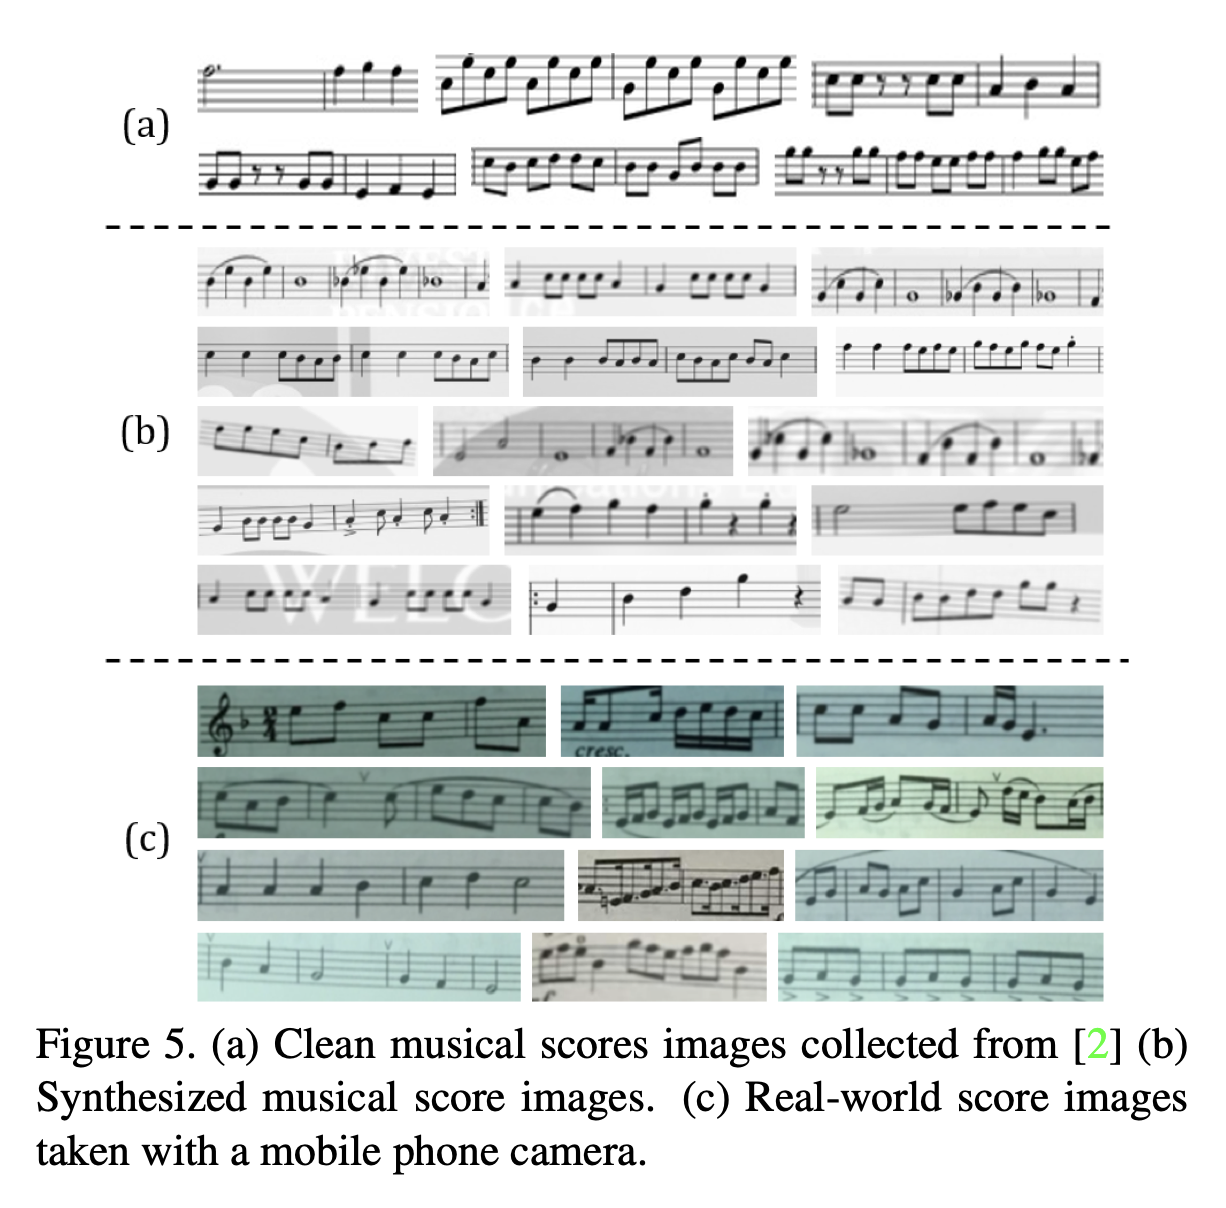 (a)
(b)
WELC
(c)
cresc.
Figure 5. (a) Clean musical scores images collected from [2] (b)
Synthesized musical score images. (c) Real-world score images
taken with a mobile phone camera.